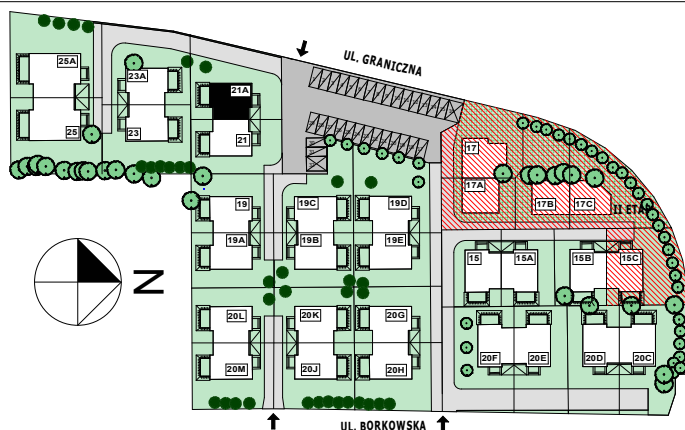 UL. GRANICZNA
25A
23A
21A
25
23
21
17
17A
17B
17C
II ETAP
19
19C
19D
19A
19B
19E
15
15A
15B
15C
N
20L
20K
20G
20M
20J
20H
20F
20E
20D
20C
UL. BORKOWSKA